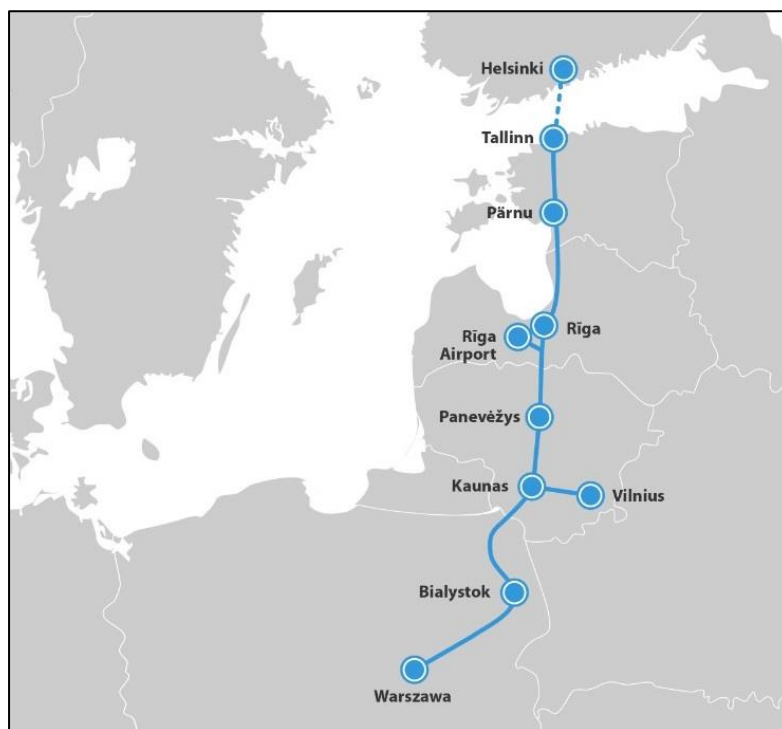 Helsinki
Tallinn
Pärnu
Rīga
Rīga
Airport
Panevėžys
Kaunas
Vilnius
Bialystok
Warszawa